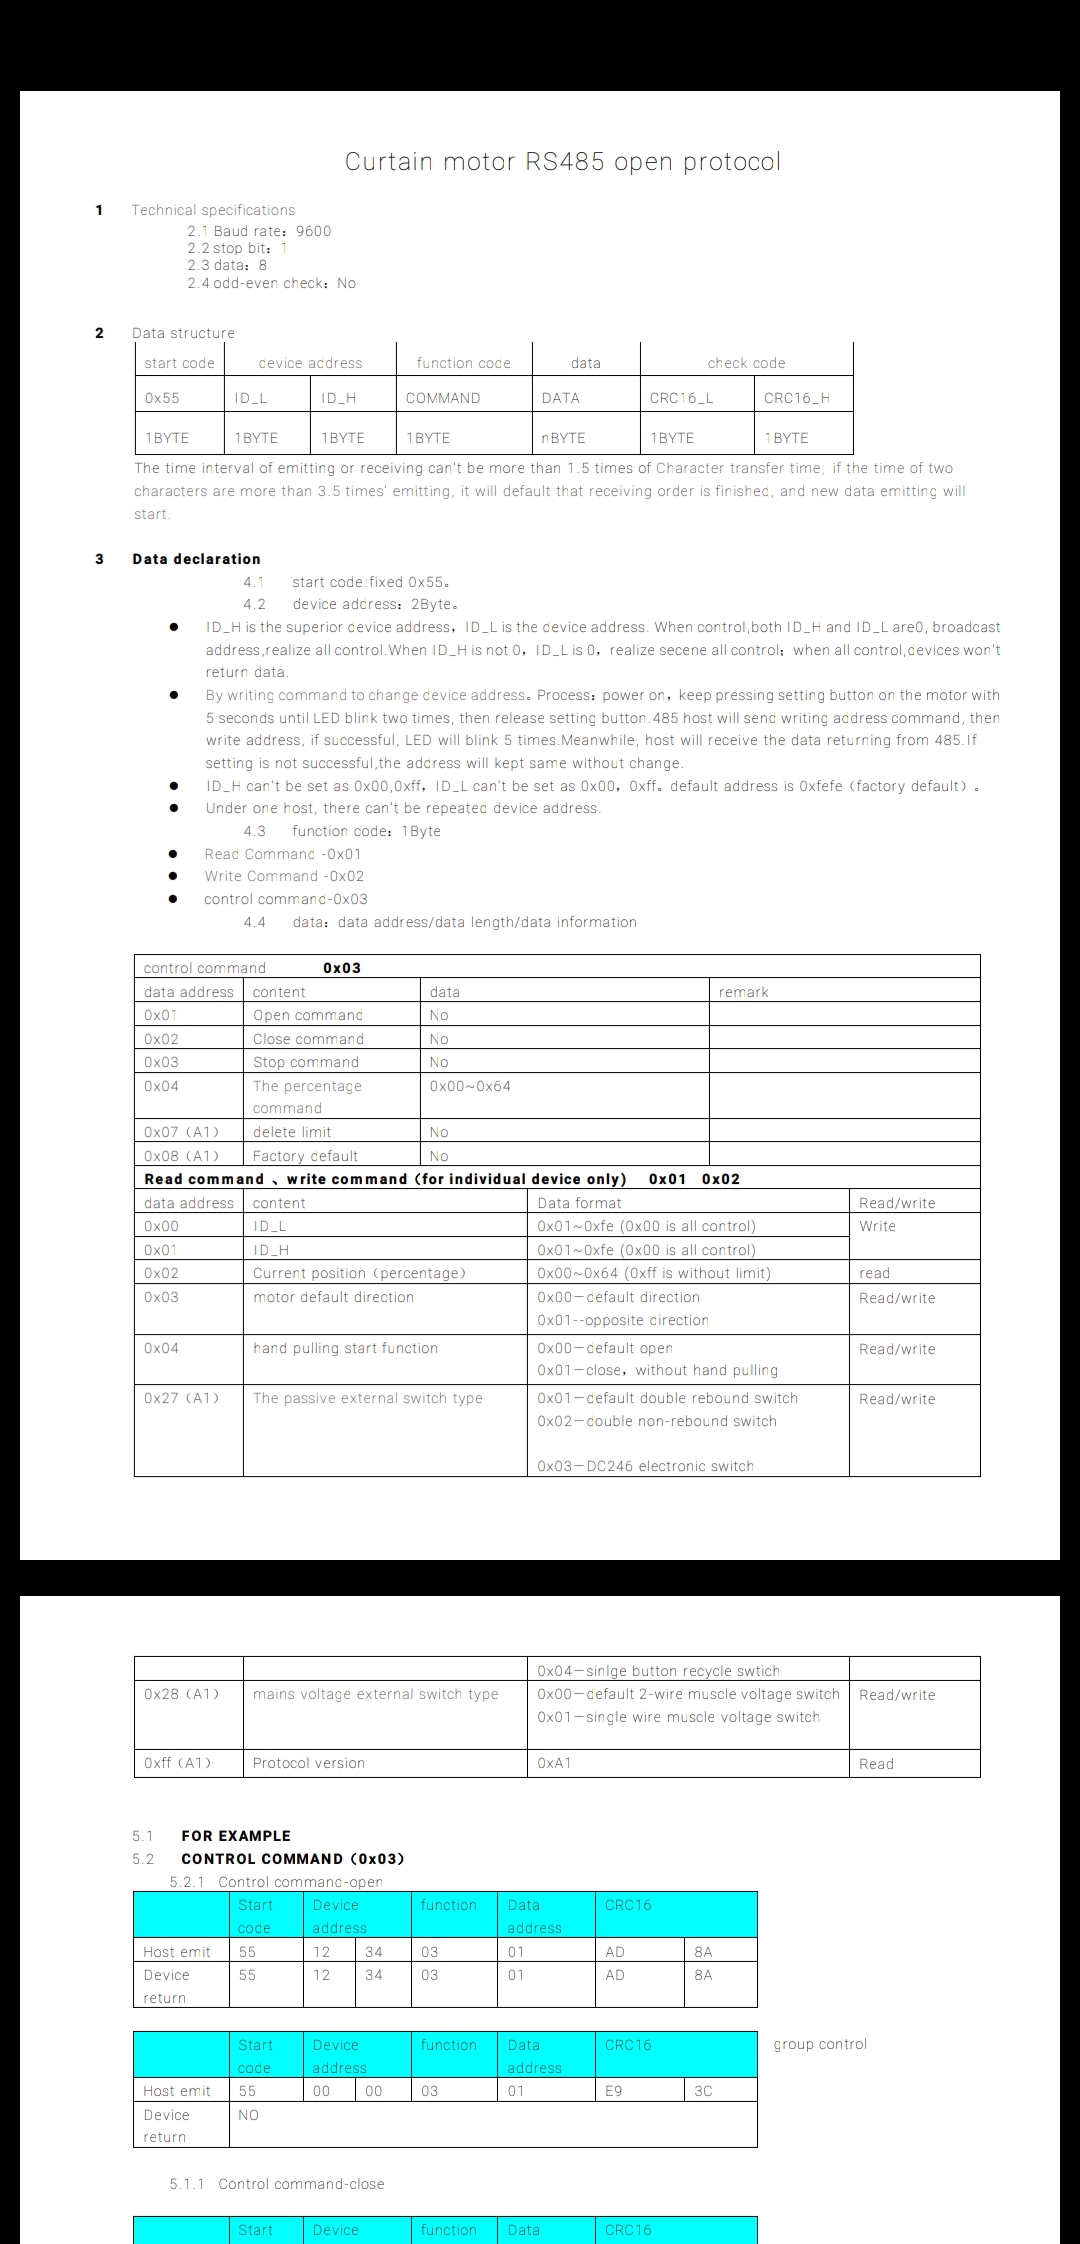 Curtain motor RS485 open protocol
1 Technical specifications
2.1 Baud rate：9600
2.2 stop bit：1
2.3 data：8
2.4 odd-even check：No
2 Data structure
start code device address function code data check code
0x55 ID_L ID_H COMMAND DATA CRC16_L CRC16_H
1BYTE 1BYTE 1BYTE 1BYTE nBYTE 1BYTE 1BYTE
The time interval of emitting or receiving can't be more than 1.5 times of Character transfer time; if the time of two
characters are more than 3.5 times' emitting, it will default that receiving order is finished, and new data emitting will
start.
3 Data declaration
4.1 start code:fixed 0x55。
4.2 device address：2Byte。
● ID_H is the superior device address，ID_L is the device address. When control,both ID_H and ID_L are0, broadcast
address,realize all control.When ID_H is not 0，ID_L is 0，realize secene all control；when all control,devices won't
return data.
● By writing command to change device address。Process：power on，keep pressing setting button on the motor with
5 seconds until LED blink two times, then release setting button.485 host will send writing address command, then
write address, if successful, LED will blink 5 times.Meanwhile, host will receive the data returning from 485.If
setting is not successful,the address will kept same without change.
● ID_H can't be set as 0x00,0xff，ID_L can't be set as 0x00，0xff。default address is 0xfefe（factory default）。
● Under one host, there can't be repeated device address.
4.3 function code：1Byte
● Read Command -0x01
● Write Command -0x02
● control command-0x03
4.4 data：data address/data length/data information
control command 0x03
data address content data remark
0x01 Open command No
0x02 Close command No
0x03 Stop command No
0x04 The percentage 0x00~0x64
command
0x07（A1） delete limit No
0x08（A1） Factory default No
Read command 、write command（for individual device only） 0x01 0x02
data address content Data format Read/write
0x00 ID_L 0x01~0xfe (0x00 is all control) Write
0x01 ID_H 0x01~0xfe (0x00 is all control)
0x02 Current position（percentage） 0x00~0x64 (0xff is without limit) read
0x03 motor default direction 0x00—default direction Read/write
0x01--opposite direction
0x04 hand pulling start function 0x00—default open Read/write
0x01—close，without hand pulling
0x27（A1） The passive external switch type 0x01—default double rebound switch Read/write
0x02—double non-rebound switch
0x03—DC246 electronic switch
0x04—sinlge button recycle swtich
0x28（A1） mains voltage external switch type 0x00—default 2-wire muscle voltage switch Read/write
0x01—single wire muscle voltage switch
0xff（A1） Protocol version 0xA1 Read
5.1 FOR EXAMPLE
5.2 CONTROL COMMAND（0x03）
5.2.1 Control command-open
Start Device function Data CRC16
code address address
Host emit 55 12 34 03 01 AD 8A
Device 55 12 34 03 01 AD 8A
return
Start Device function Data CRC16 group control
code address address
Host emit 55 00 00 03 01 E9 3C
Device NO
return
5.1.1 Control command-close
Start Device function Data CRC16